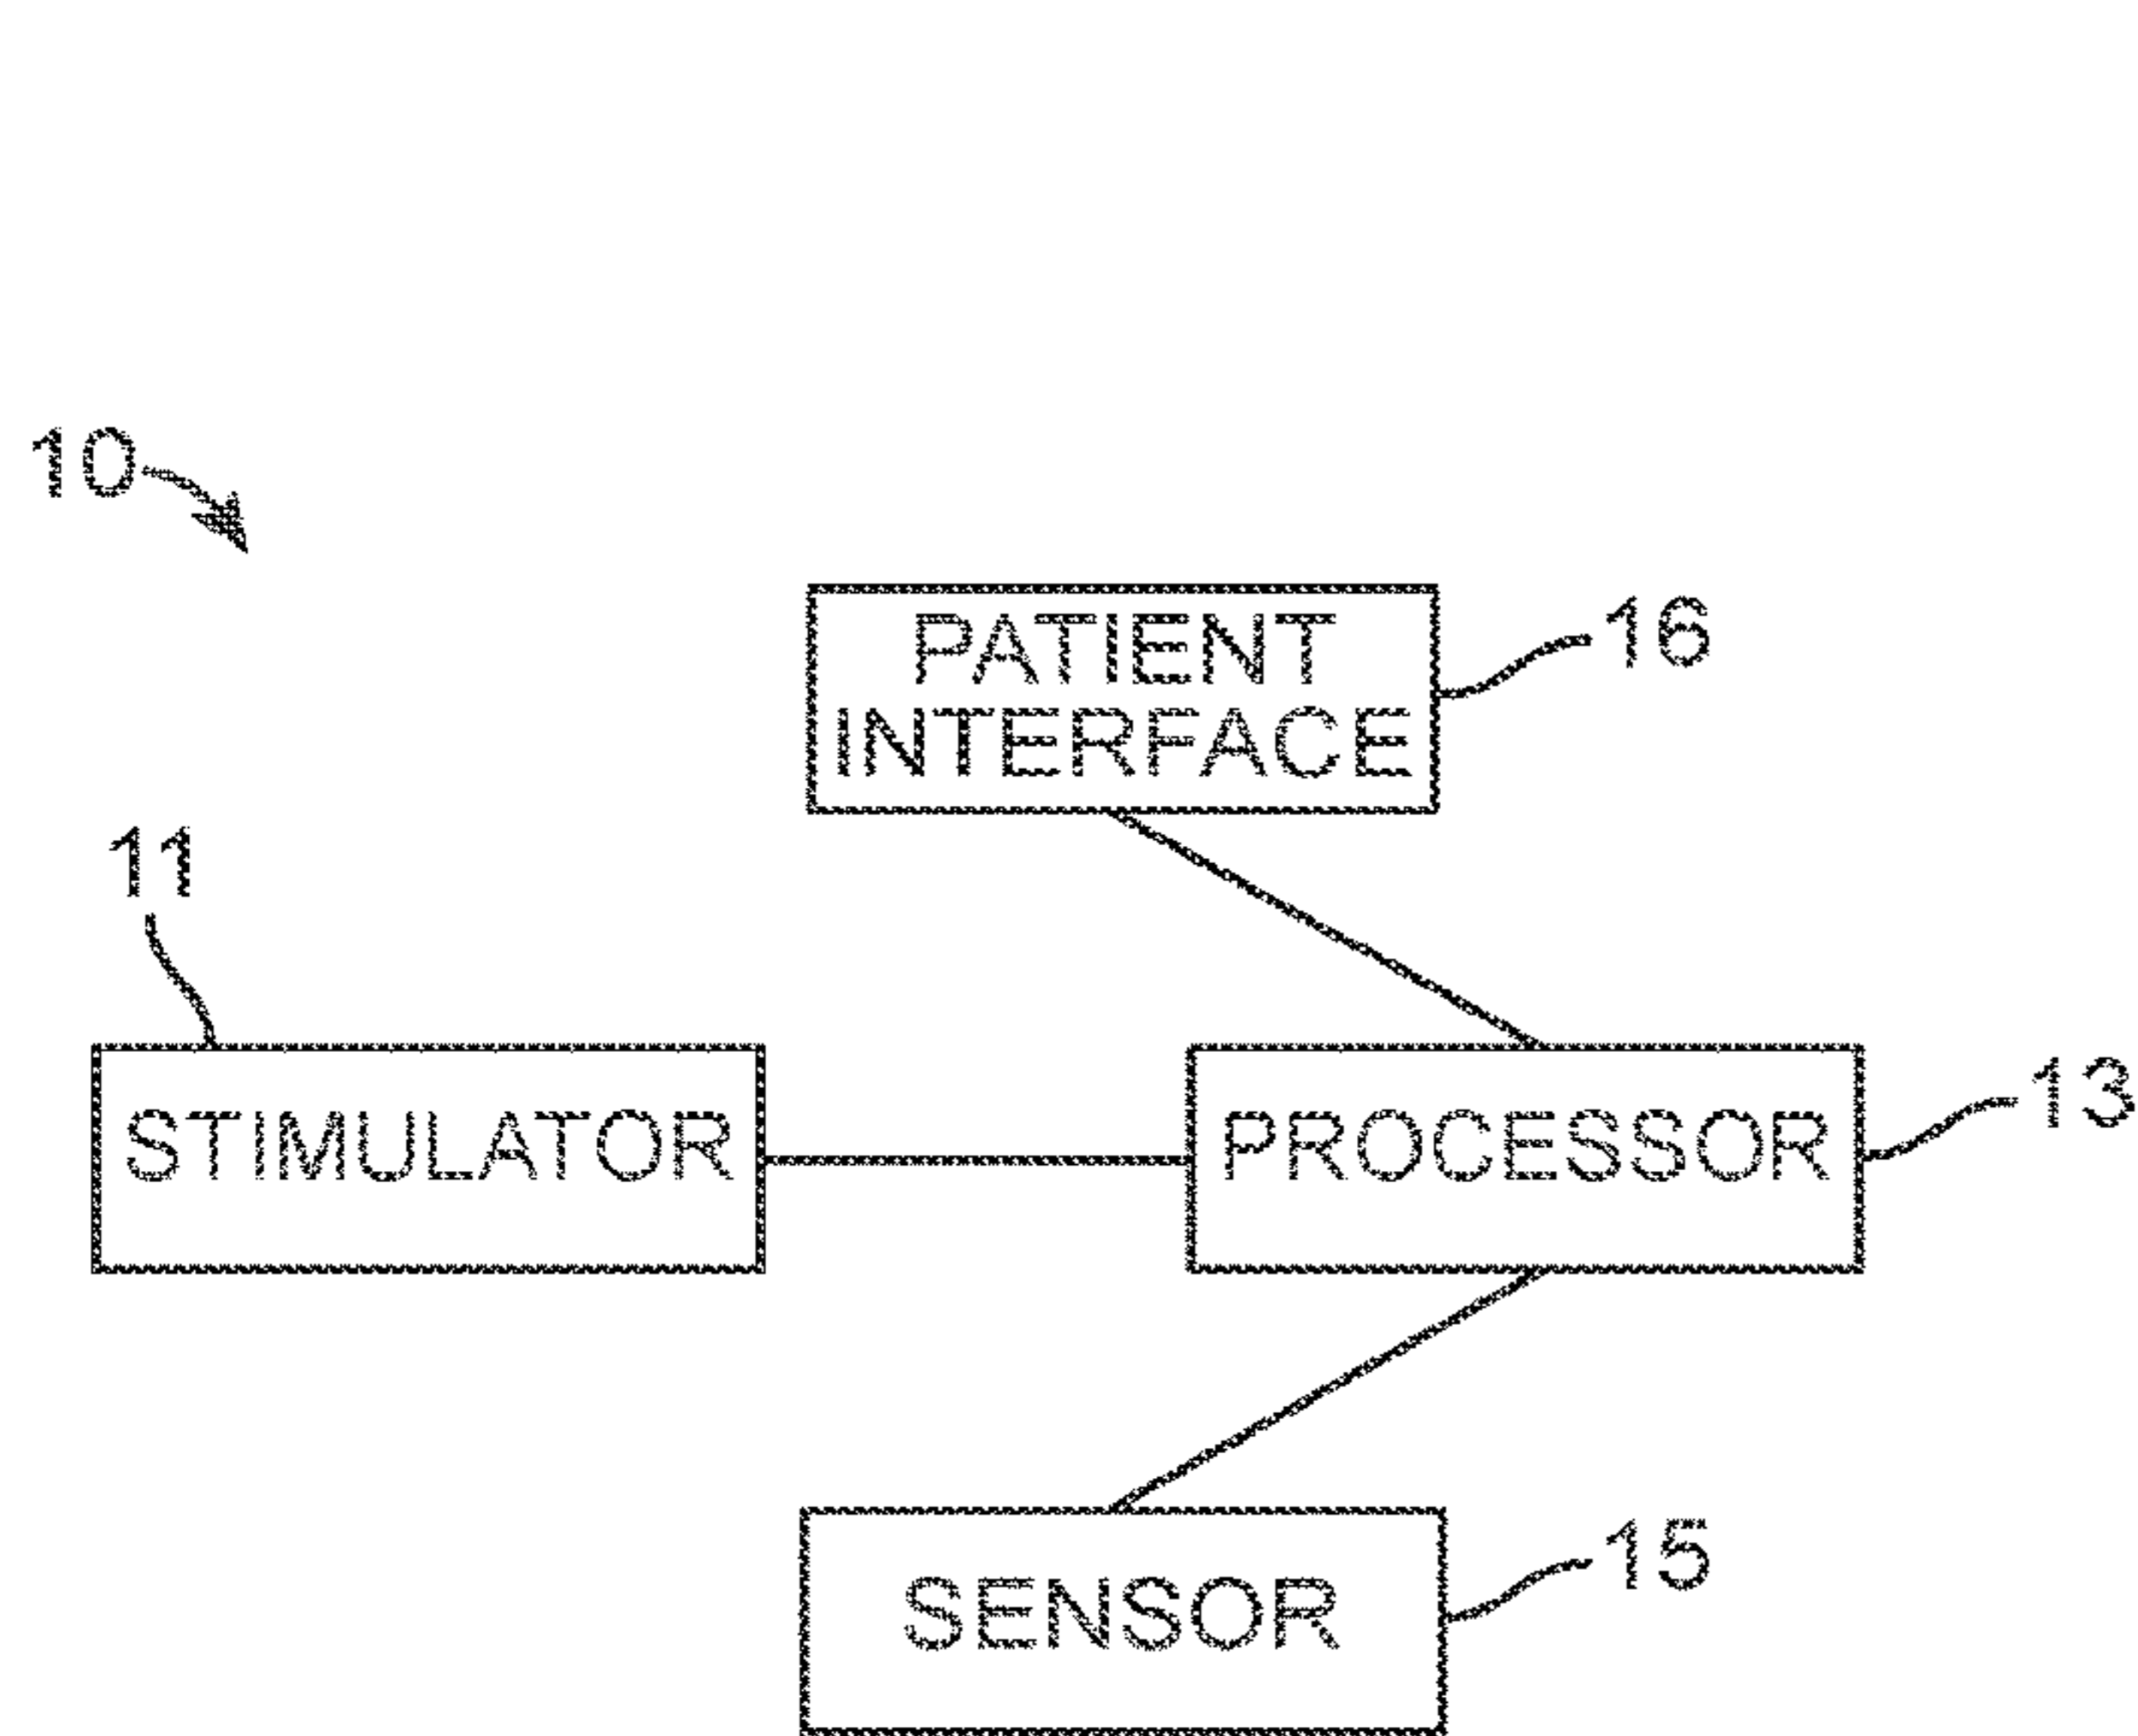 10
PATIENT
INTERFACE
16
11
STIMULATOR
PROCESSOR
13
SENSOR
15